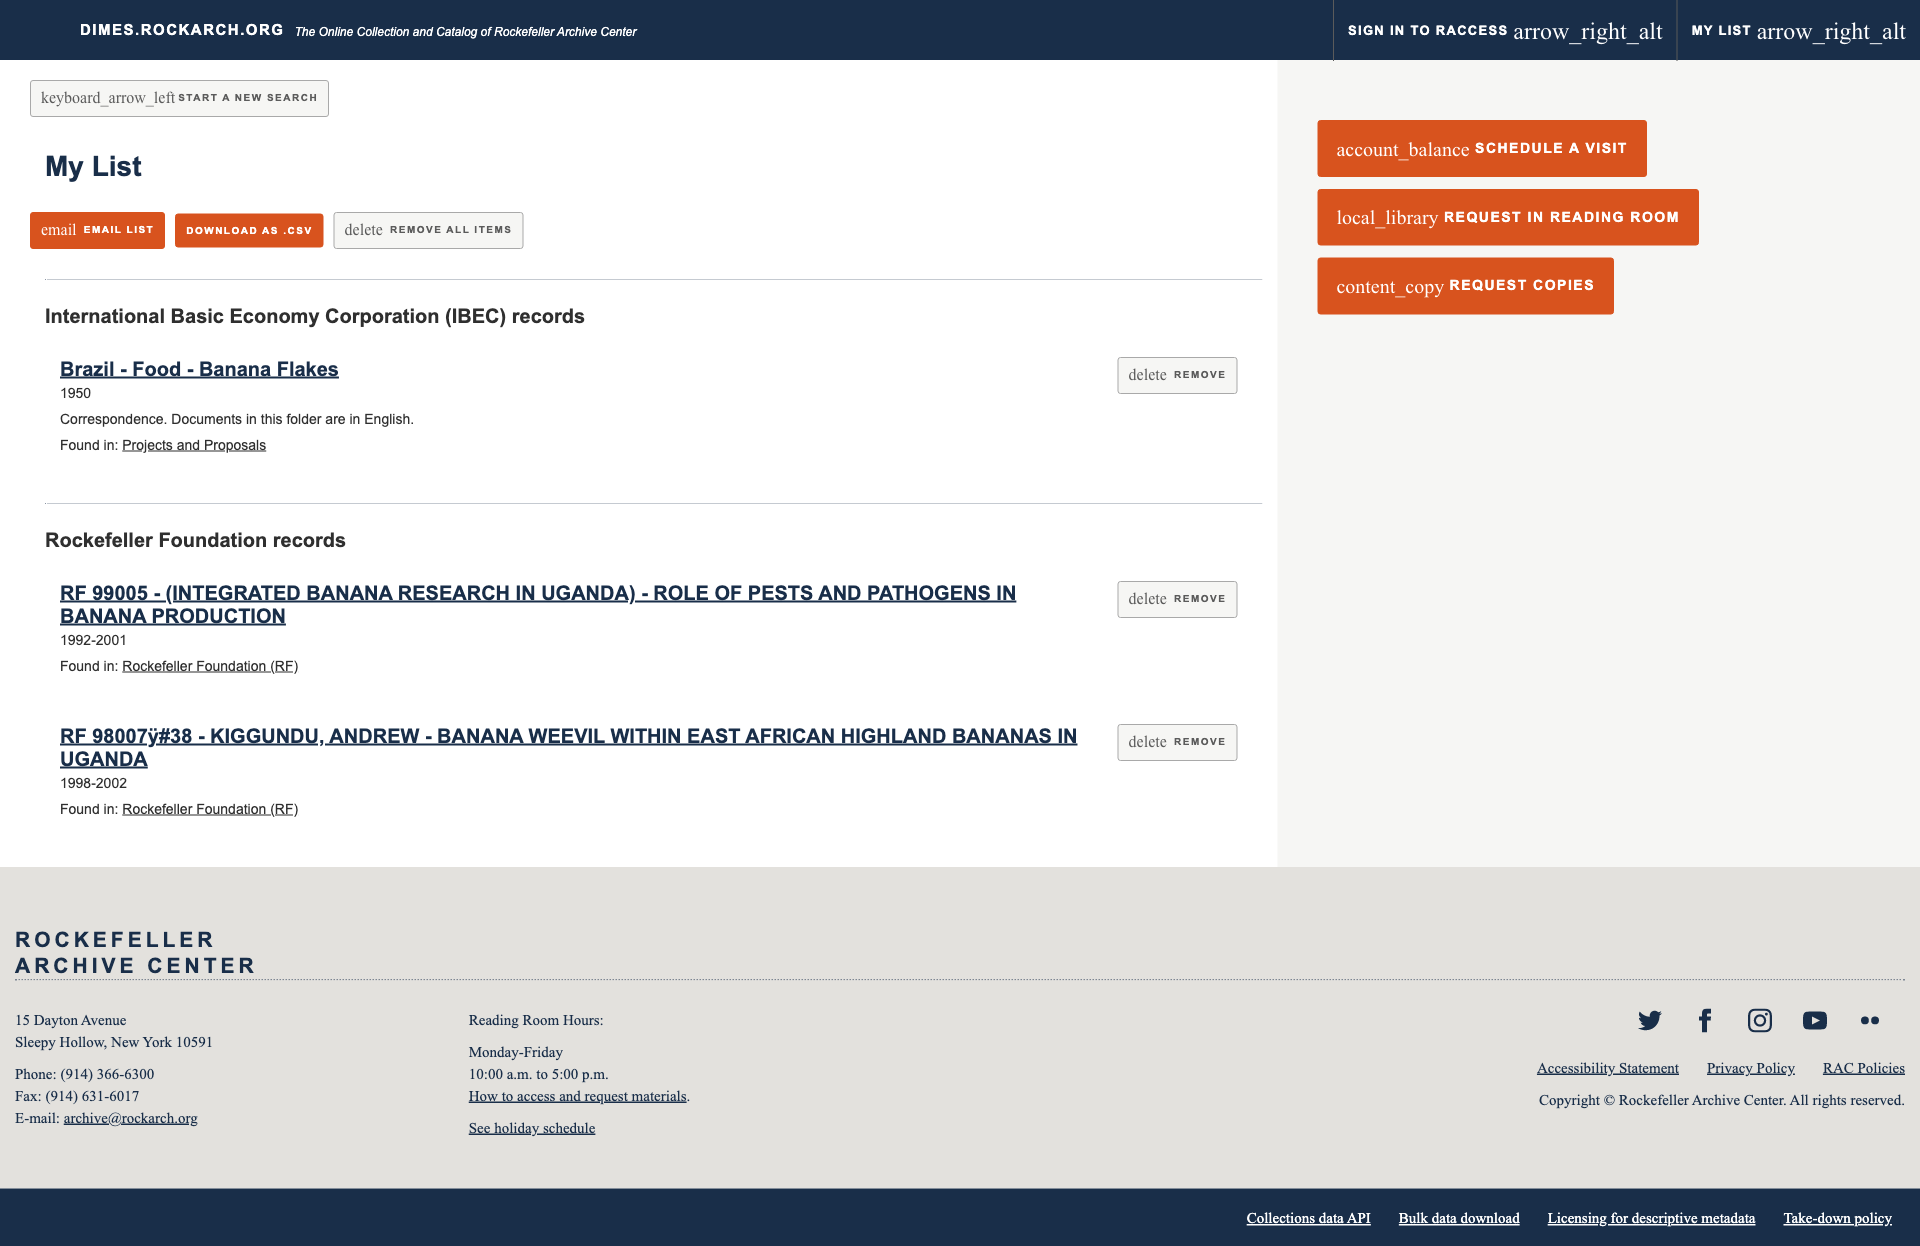 DIMES.ROCKARCH.ORG The Online Collection and Catalog of Rockefeller Archive Center
SIGN IN TO RACCESS arrow_right_alt
MY LIST arrow_right_alt
keyboard_arrow_left START A NEW SEARCH
My List
email EMAIL LIST
DOWNLOAD AS .CSV
delete REMOVE ALL ITEMS
International Basic Economy Corporation (IBEC) records
Brazil - Food - Banana Flakes
delete REMOVE
1950
Correspondence. Documents in this folder are in English.
Found in: Projects and Proposals
Rockefeller Foundation records
RF 99005 - (INTEGRATED BANANA RESEARCH IN UGANDA) - ROLE OF PESTS AND PATHOGENS IN
BANANA PRODUCTION
delete REMOVE
1992-2001
Found in: Rockefeller Foundation (RF)
RF 98007ÿ#38 - KIGGUNDU, ANDREW - BANANA WEEVIL WITHIN EAST AFRICAN HIGHLAND BANANAS IN
UGANDA
delete REMOVE
1998-2002
Found in: Rockefeller Foundation (RF)
account_balance SCHEDULE A VISIT
local_library REQUEST IN READING ROOM
content_copy REQUEST COPIES
ROCKEFELLER
ARCHIVE CENTER
15 Dayton Avenue
Sleepy Hollow, New York 10591
Phone: (914) 366-6300
Fax: (914) 631-6017
E-mail: archive@rockarch.org
Reading Room Hours:
Monday-Friday
10:00 a.m. to 5:00 p.m.
How to access and request materials.
See holiday schedule
Accessibility Statement
Privacy Policy
RAC Policies
Copyright © Rockefeller Archive Center. All rights reserved.
Collections data API
Bulk data download
Licensing for descriptive metadata
Take-down policy